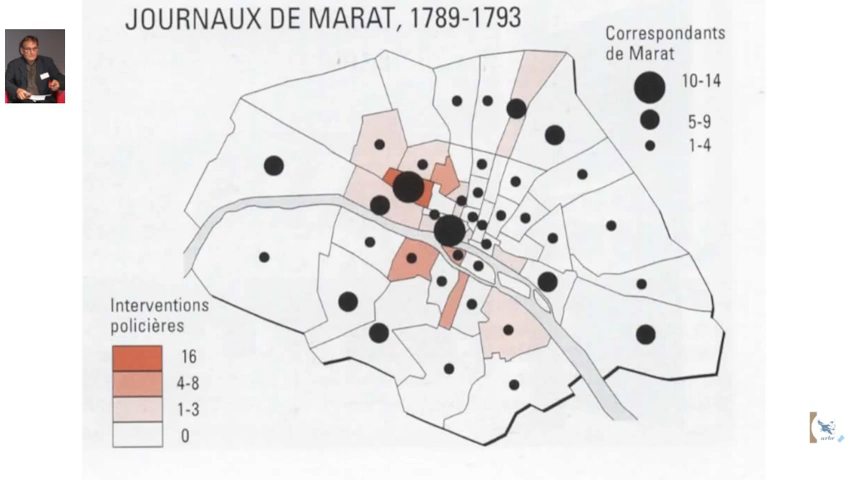 JOURNAUX DE MARAT, 1789-1793
Correspondants
de Marat
10-14
5-9
1-4
Interventions
policières
16
4-8
1-3
0